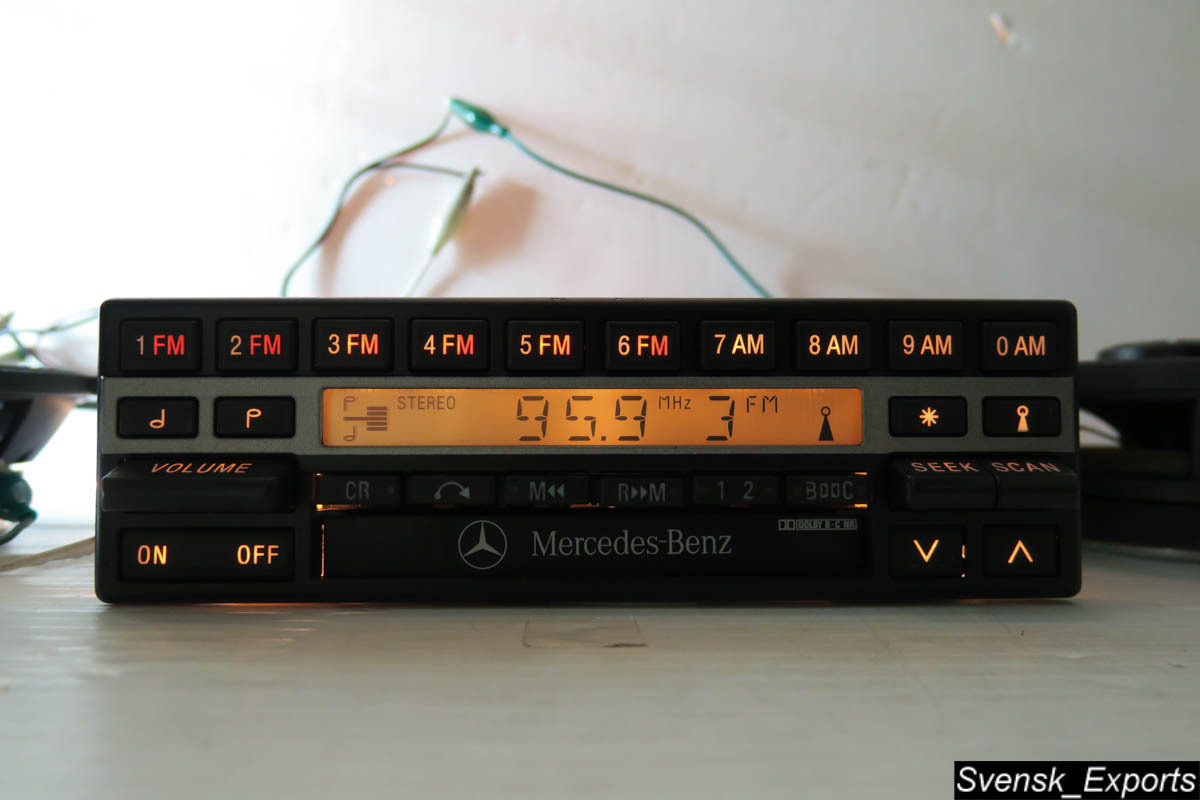 1 FM 2 FM 3 FM 4 FM 5 FM 6 FM 7 AM 8 AM 9 AM 0 AM
STEREO 95.9 MHz 3 FM
VOLUME SEEK SCAN
CR M R M 1 2 B C
DOLBY B-C NR
Mercedes-Benz
ON OFF
Svensk_Exports